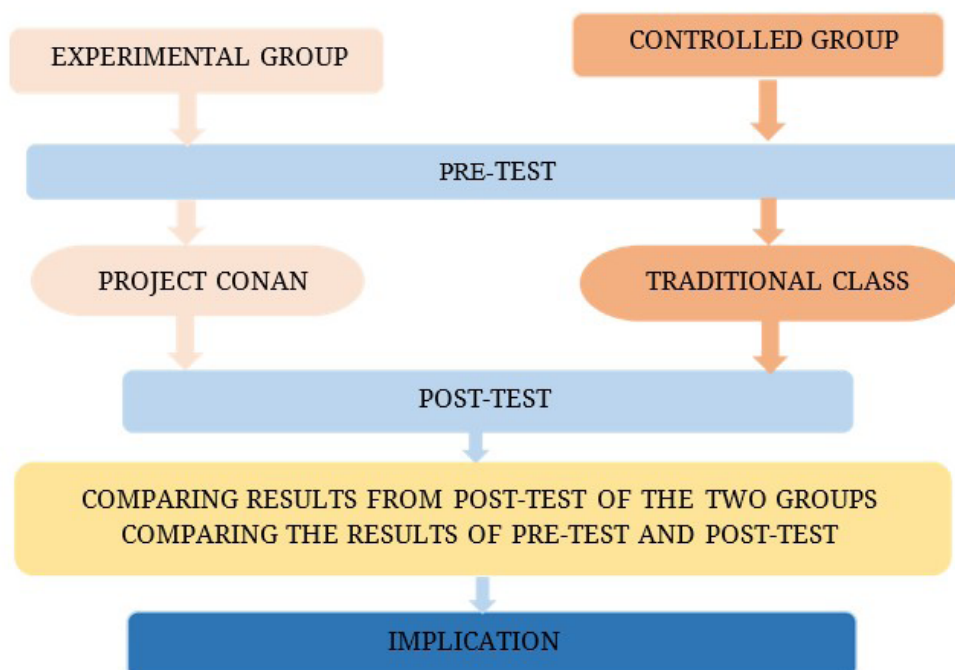 EXPERIMENTAL GROUP
CONTROLLED GROUP
PRE-TEST
PROJECT CONAN
TRADITIONAL CLASS
POST-TEST
COMPARING RESULTS FROM POST-TEST OF THE TWO GROUPS
COMPARING THE RESULTS OF PRE-TEST AND POST-TEST
IMPLICATION